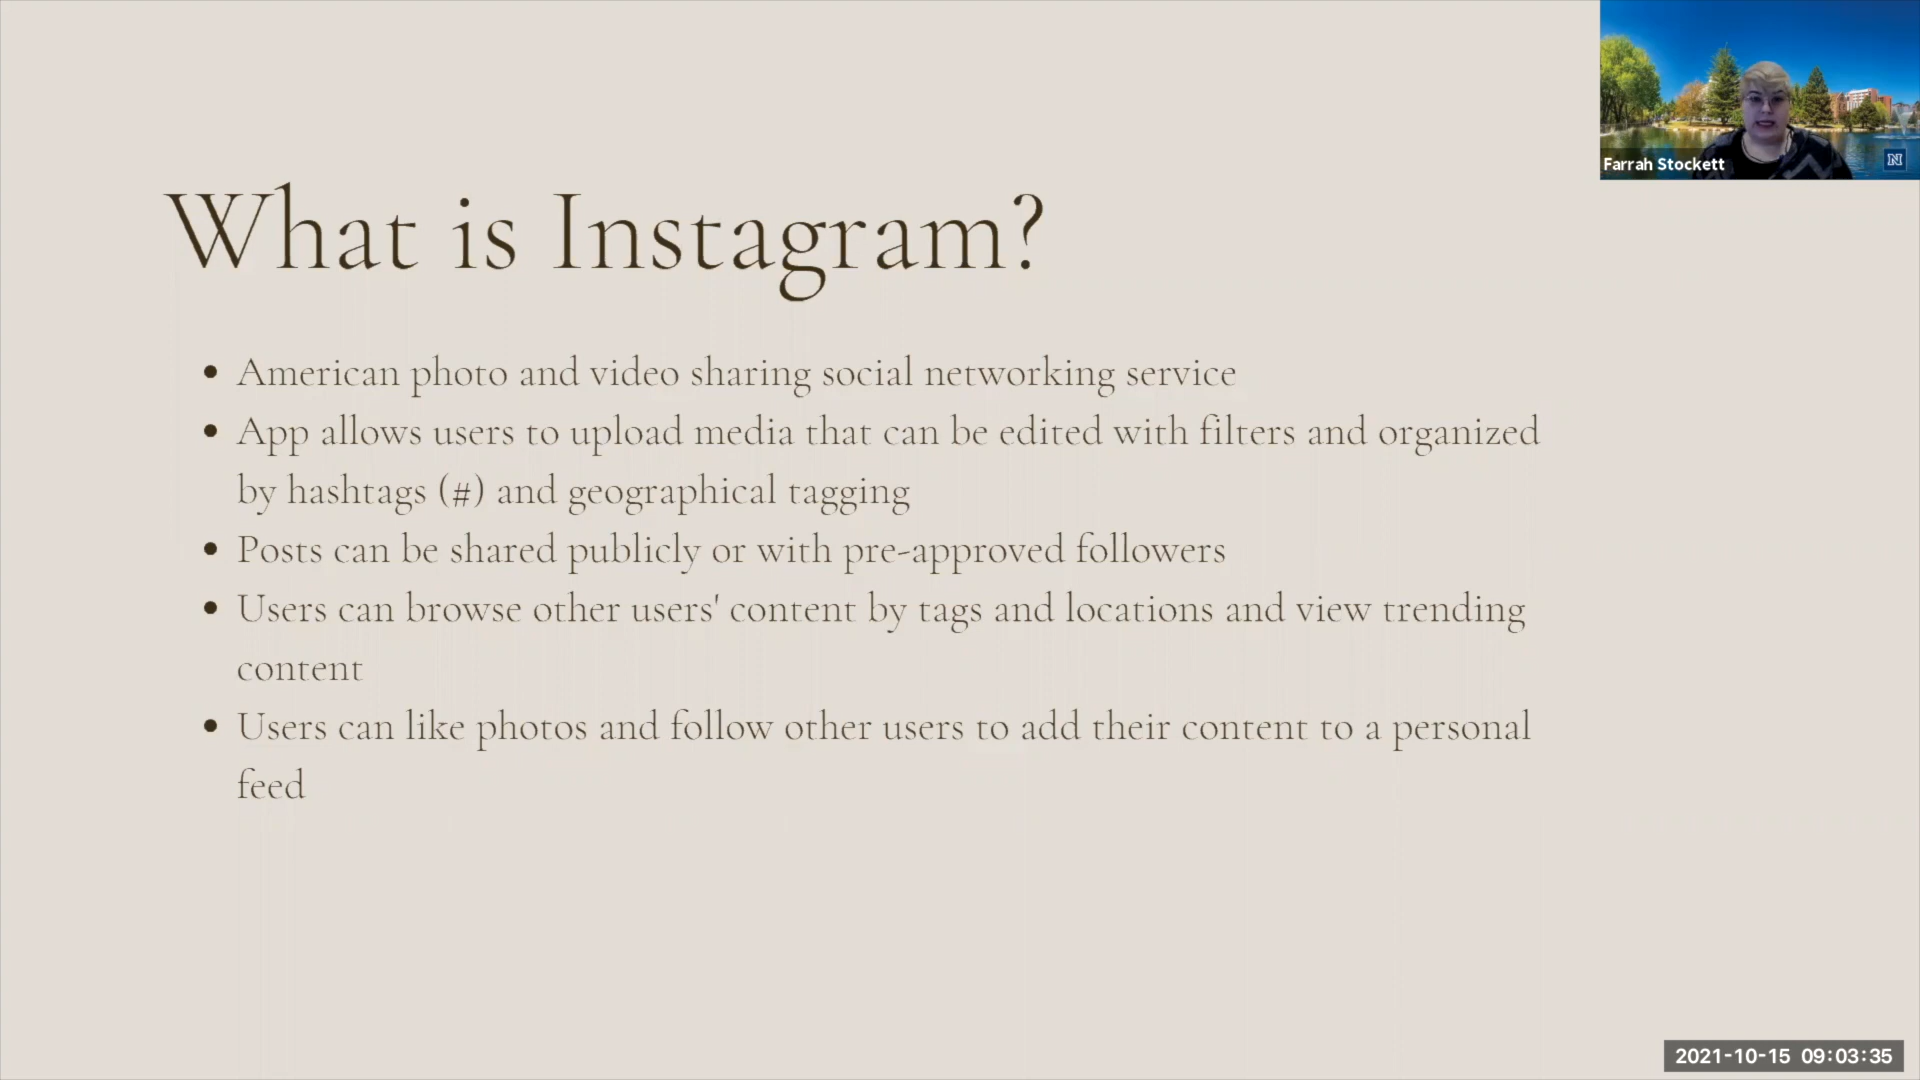 Farrah Stockett
N
What is Instagram?
• American photo and video sharing social networking service
• App allows users to upload media that can be edited with filters and organized
by hashtags (#) and geographical tagging
• Posts can be shared publicly or with pre-approved followers
• Users can browse other users' content by tags and locations and view trending
content
• Users can like photos and follow other users to add their content to a personal
feed
2021-10-15 09:03:35